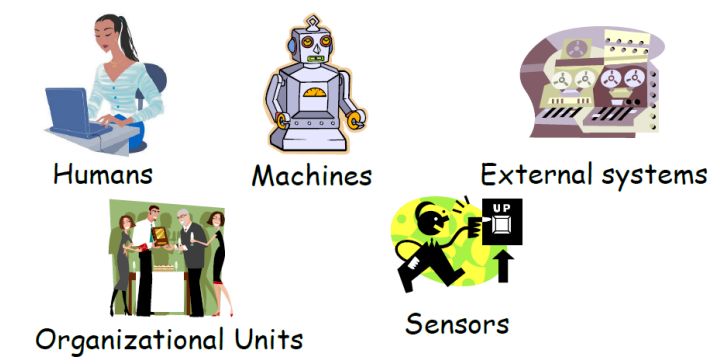 Humans
Machines
External systems
UP
Organizational Units
Sensors